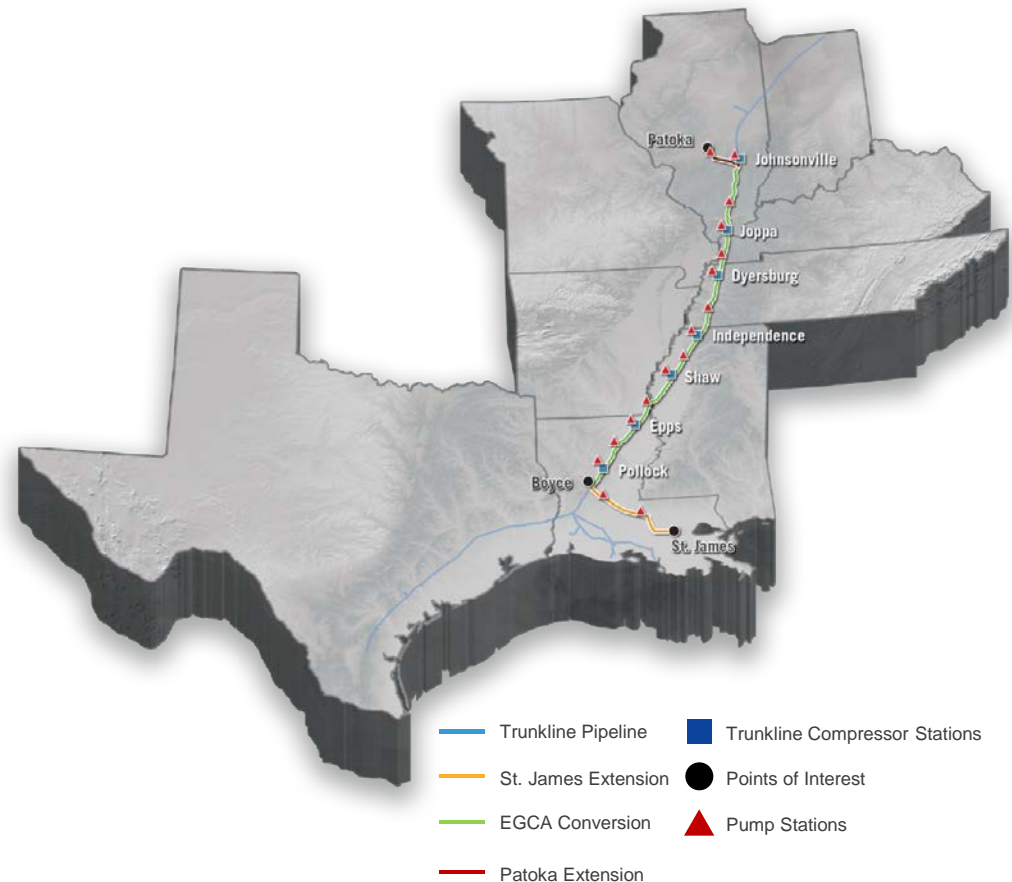 Patoka
Johnsonville
Joppa
Dyersburg
Independence
Shaw
Epps
Pollock
Boyce
St. James
Trunkline Pipeline
Trunkline Compressor Stations
St. James Extension
Points of Interest
EGCA Conversion
Pump Stations
Patoka Extension